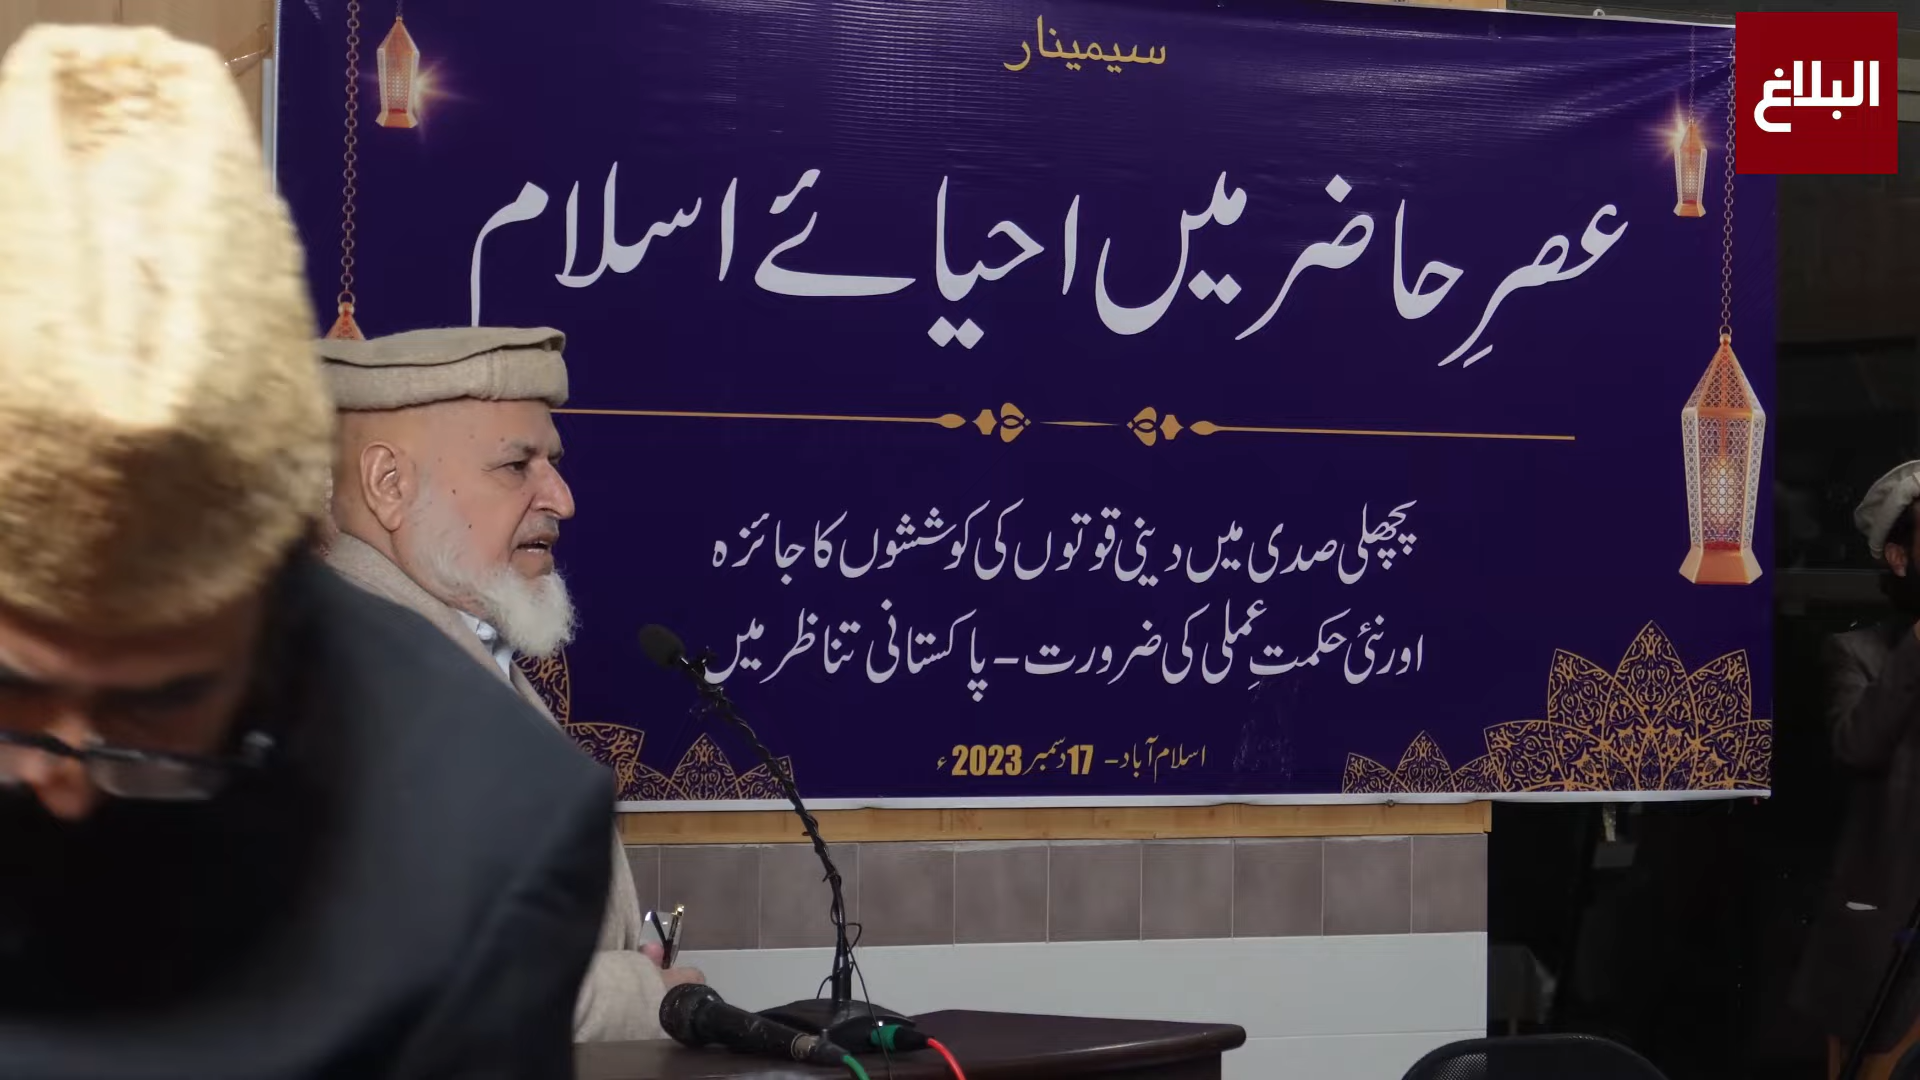 سیمینار
البلاغ
عصرِ حاضر میں احیائے اسلام
پچھلی صدی میں دینی قوتوں کی کوششوں کا جائزہ
اور نئی حکمتِ عملی کی ضرورت - پاکستانی تناظر میں
اسلام آباد - 17 دسمبر 2023ء